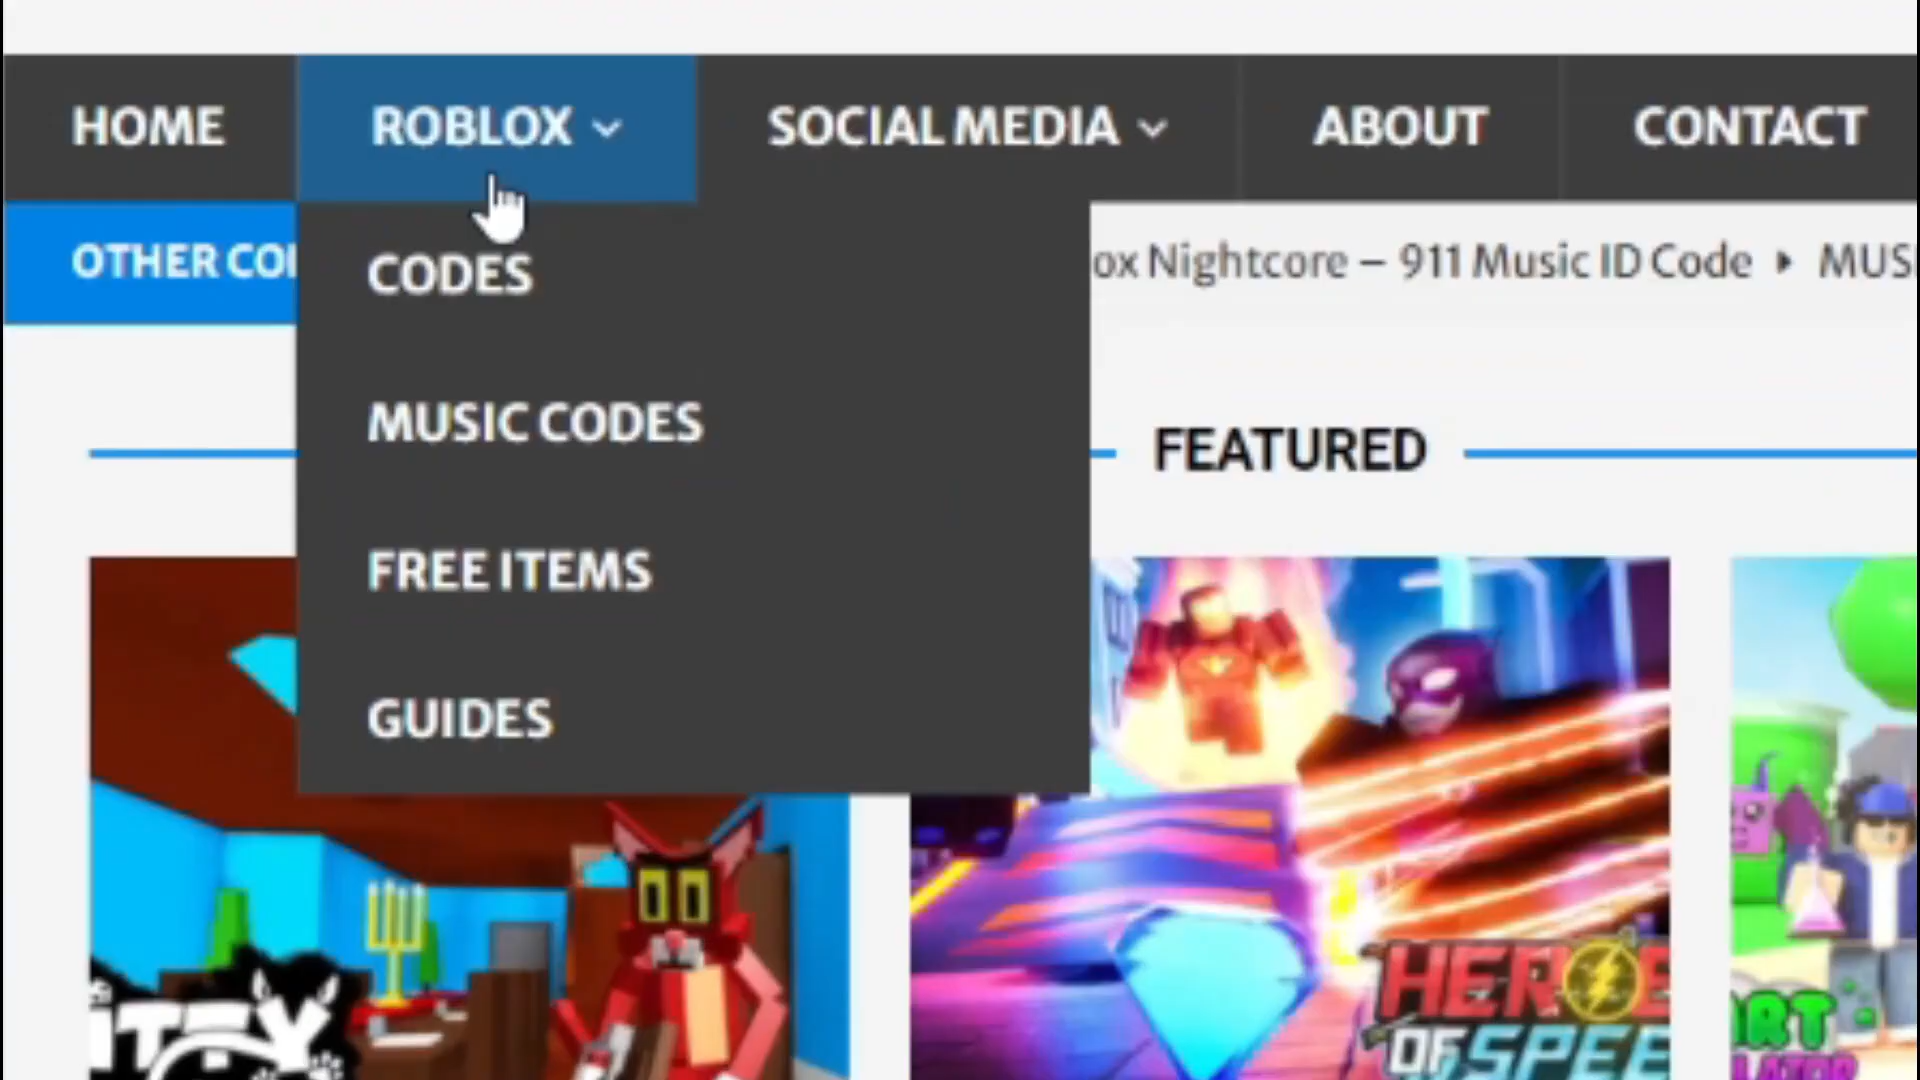 HOME ROBLOX SOCIAL MEDIA ABOUT CONTACT
OTHER CO
ox Nightcore – 911 Music ID Code ▸ MUS
CODES
MUSIC CODES
FREE ITEMS
GUIDES
FEATURED
HEROE
OF SPEE